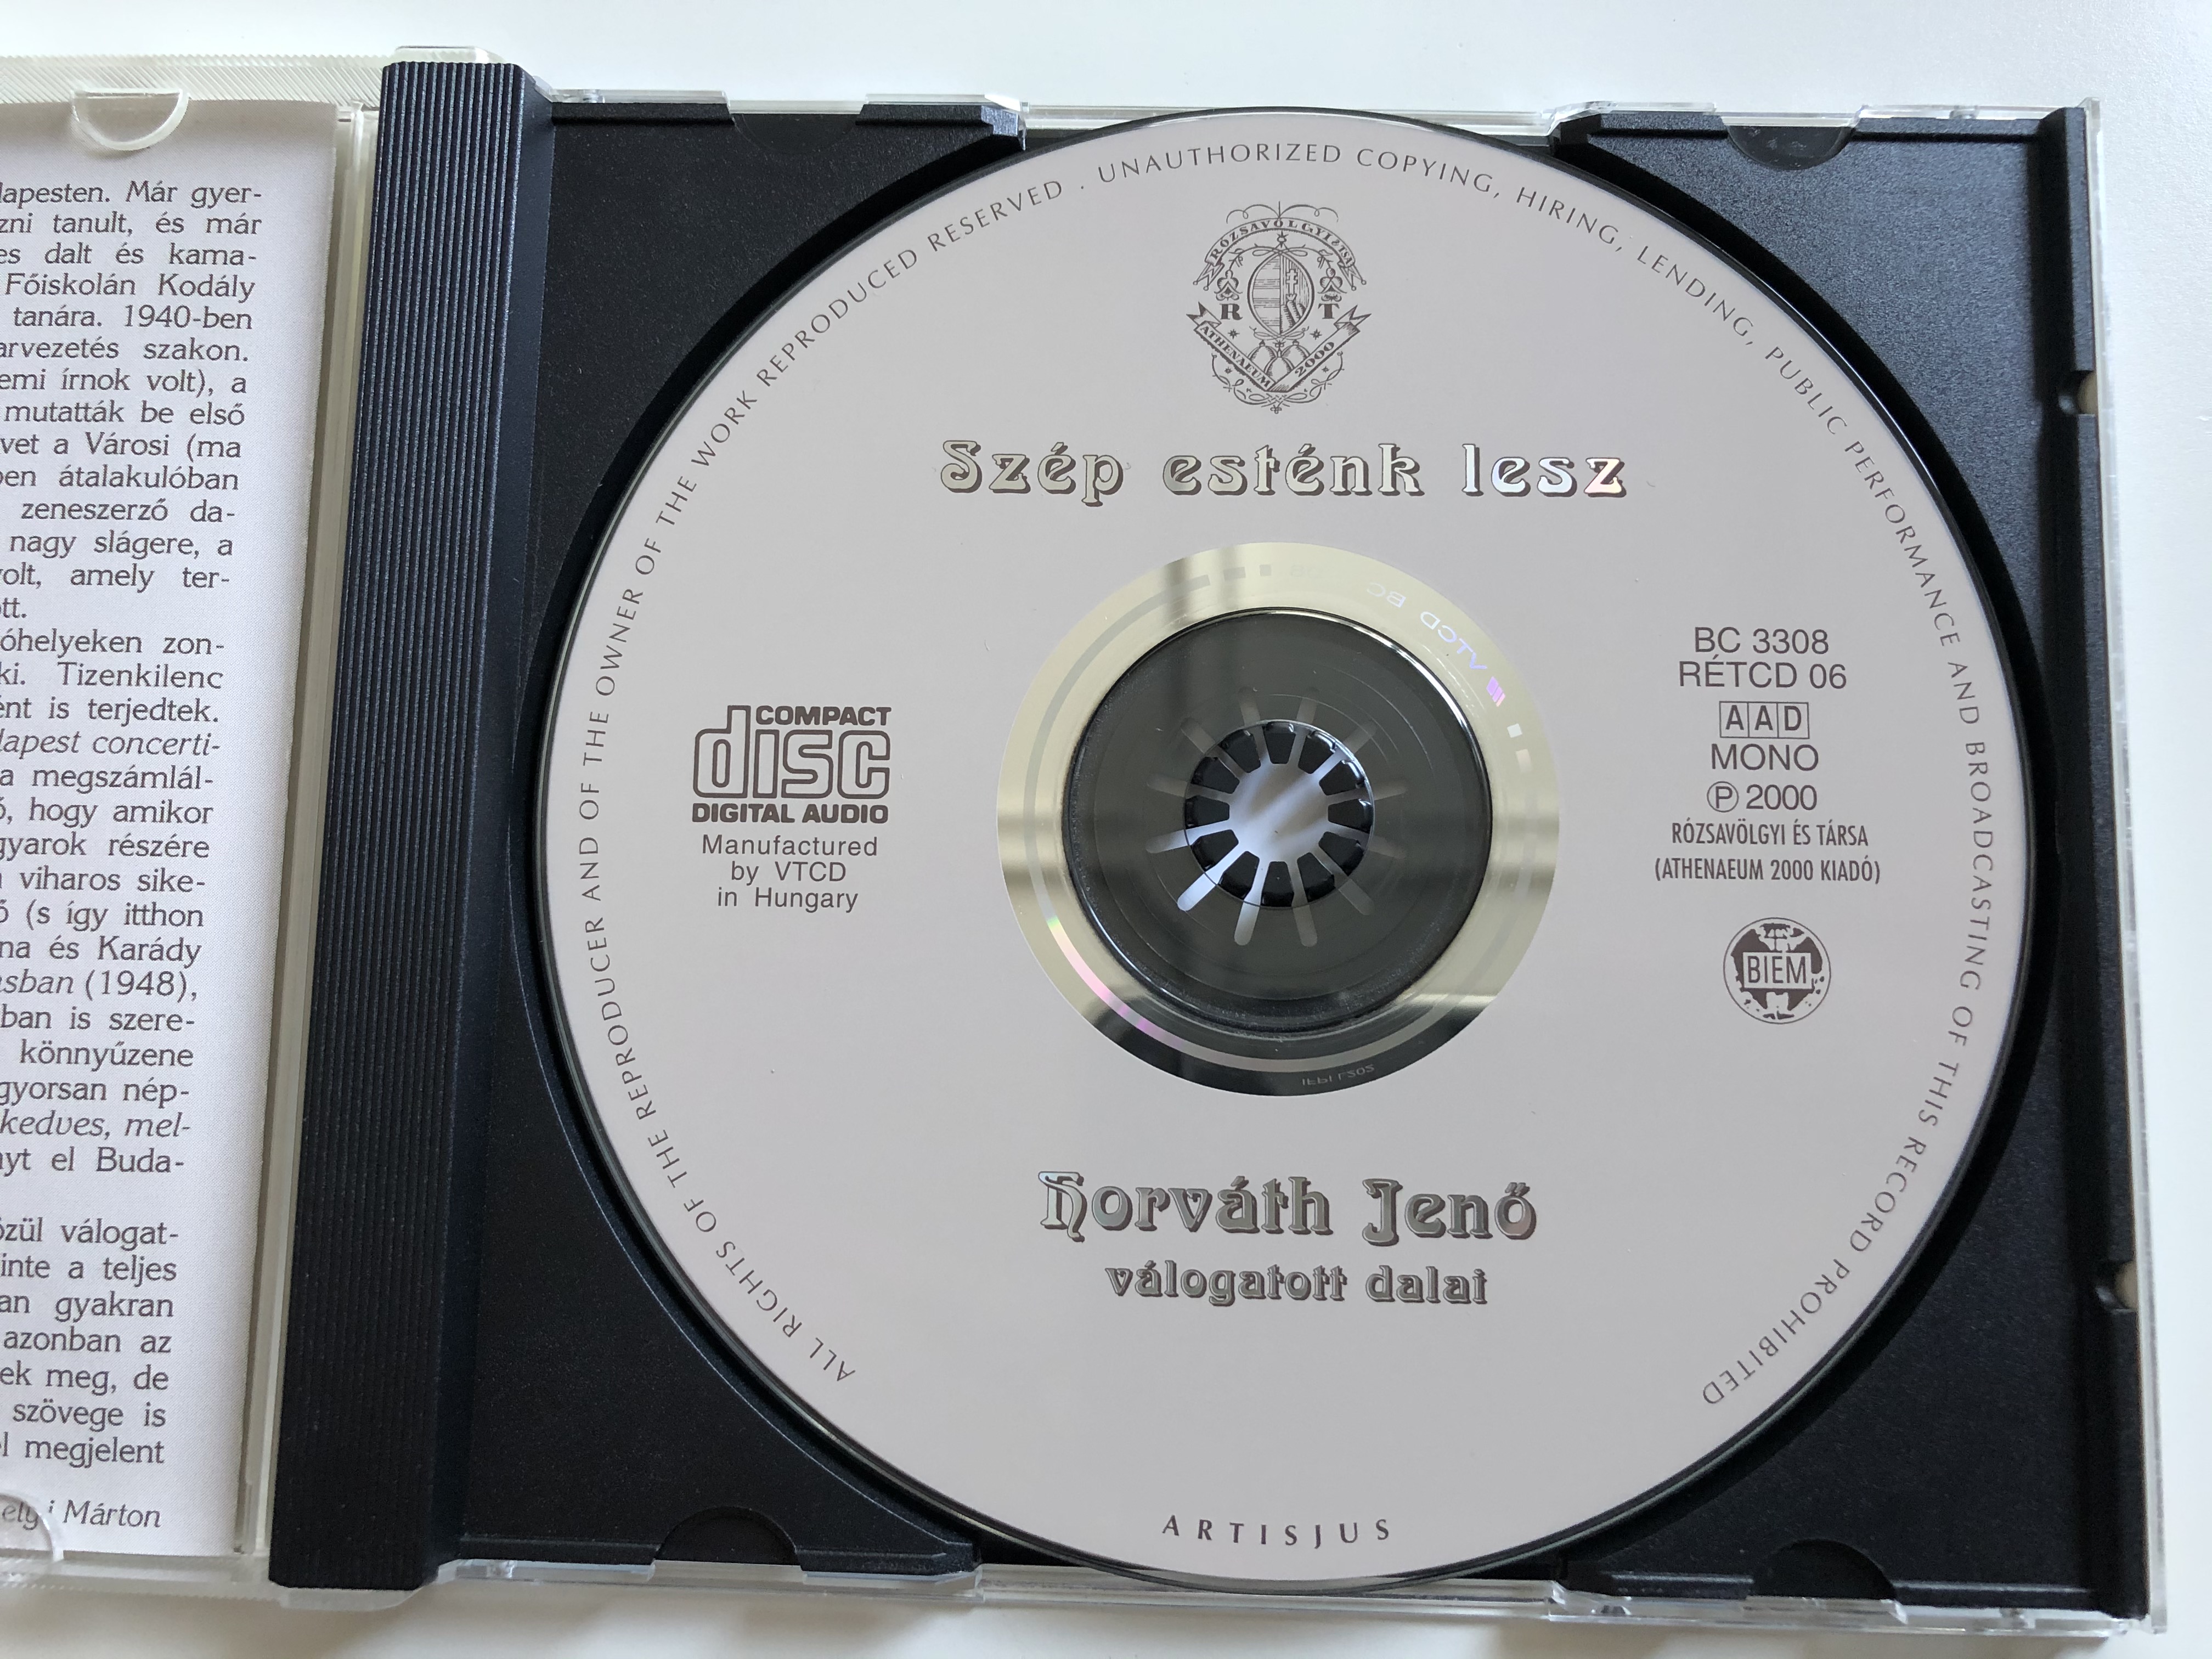 lapesten. Már gyer-
zni tanult, és már
es dalt és kama-
Főiskolán Kodály
tanára. 1940-ben
arvezetés szakon.
emi írnok volt), a
mutatták be első
vet a Városi (ma
ben átalakulóban
zeneszerző da-
nagy slágere, a
volt, amely ter-
ott.
óhelyeken zon-
ki. Tizenkilenc
ént is terjedtek.
dapest concerti-
a megszámlál-
ő, hogy amikor
gyarok részére
viharos sike-
ő (s így itthon
na és Karády
asban (1948),
ban is szere-
könnyűzene
gyorsan nép-
kedves, mel-
nyt el Buda-
özül válogat-
inte a teljes
an gyakran
azonban az
ek meg, de
szövege is
el megjelent
elyi Márton
ALL RIGHTS OF THE REPRODUCER AND OF THE OWNER OF THE WORK REPRODUCED RESERVED . UNAUTHORIZED COPYING, HIRING, LENDING, PUBLIC PERFORMANCE AND BROADCASTING OF THIS RECORD PROHIBITED
RÓZSAVÖLGYI ÉS TSA
R T
ATHENAEUM 2000
Szép esténk lesz
COMPACT
disc
DIGITAL AUDIO
Manufactured
by VTCD
in Hungary
BC 3308
RÉTCD 06
AAD
MONO
Ⓟ 2000
RÓZSAVÖLGYI ÉS TÁRSA
(ATHENAEUM 2000 KIADÓ)
BIEM
Horváth Jenő
válogatott dalai
ARTISJUS